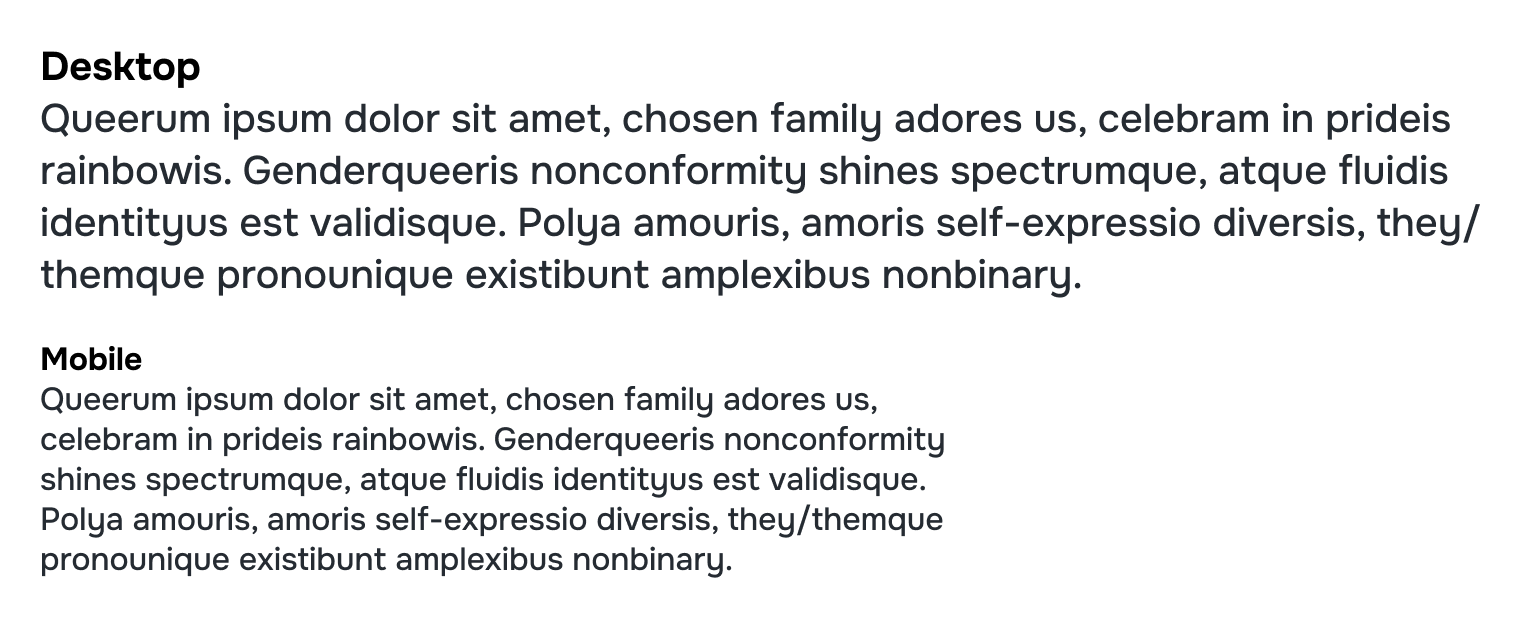 Desktop
Queerum ipsum dolor sit amet, chosen family adores us, celebram in prideis
rainbowis. Genderqueeris nonconformity shines spectrumque, atque fluidis
identityus est validisque. Polya amouris, amoris self-expressio diversis, they/
themque pronounique existibunt amplexibus nonbinary.
Mobile
Queerum ipsum dolor sit amet, chosen family adores us,
celebram in prideis rainbowis. Genderqueeris nonconformity
shines spectrumque, atque fluidis identityus est validisque.
Polya amouris, amoris self-expressio diversis, they/themque
pronounique existibunt amplexibus nonbinary.